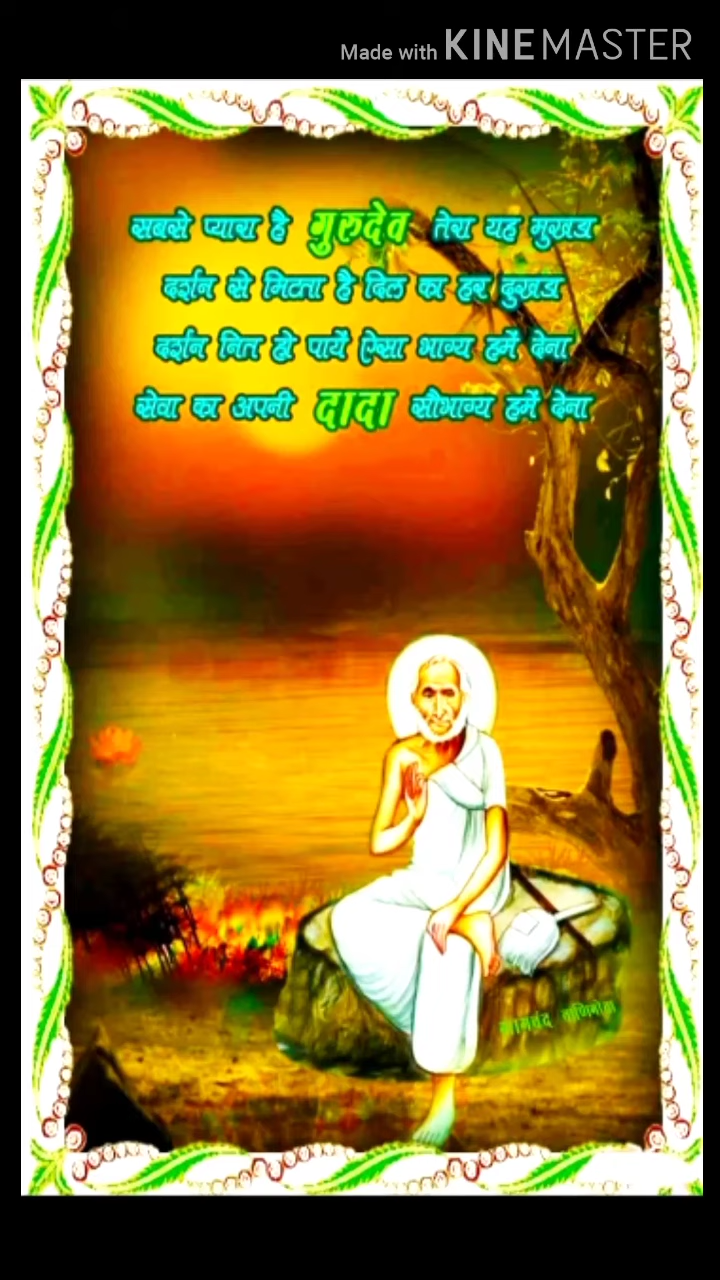 Made with KINEMASTER
सबसे प्यारा है गुरुदेव तेरा यह मुखड़ा
दर्शन से मिटता है दिल का हर दुखड़ा
दर्शन नित हो पायें ऐसा भाग्य हमें देना
सेवा का अपनी दादा सौभाग्य हमें देना